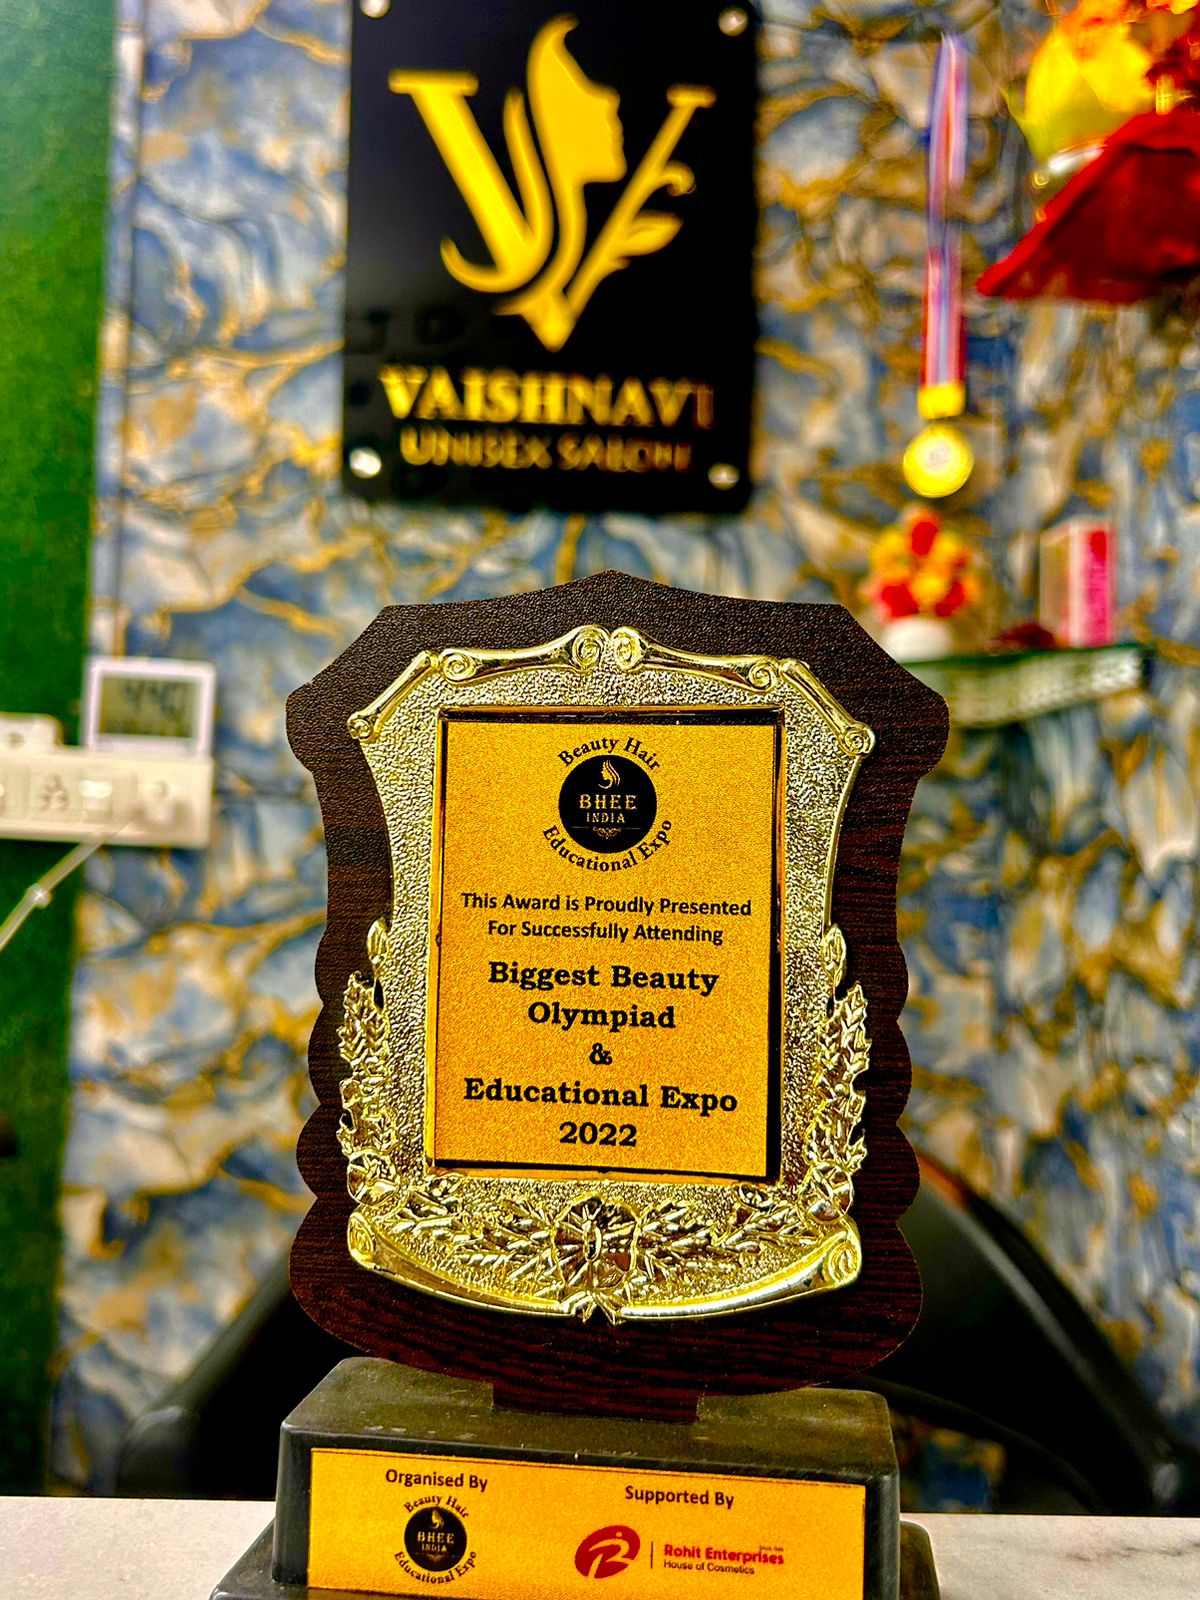 VAISHNAVI
UNISEX SALON
Beauty Hair
BHEE
INDIA
Educational Expo
This Award is Proudly Presented
For Successfully Attending
Biggest Beauty
Olympiad
&
Educational Expo
2022
Organised By
Beauty Hair
BHEE
INDIA
Educational Expo
Supported By
Rohit Enterprises
House of Cosmetics